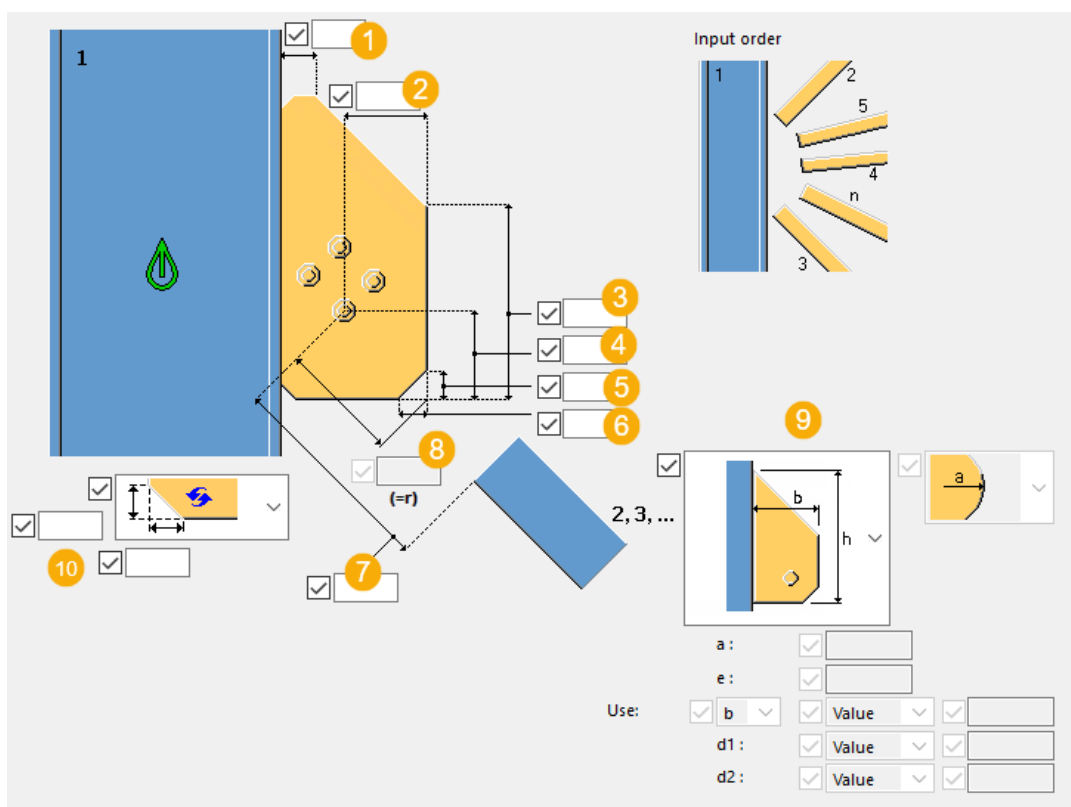 1
1
2
Input order
1
2
5
4
n
3
3
4
5
6
8
(=r)
7
9
2, 3, ...
b
h
a
10
a :
e :
Use:
b
Value
d1 :
Value
d2 :
Value